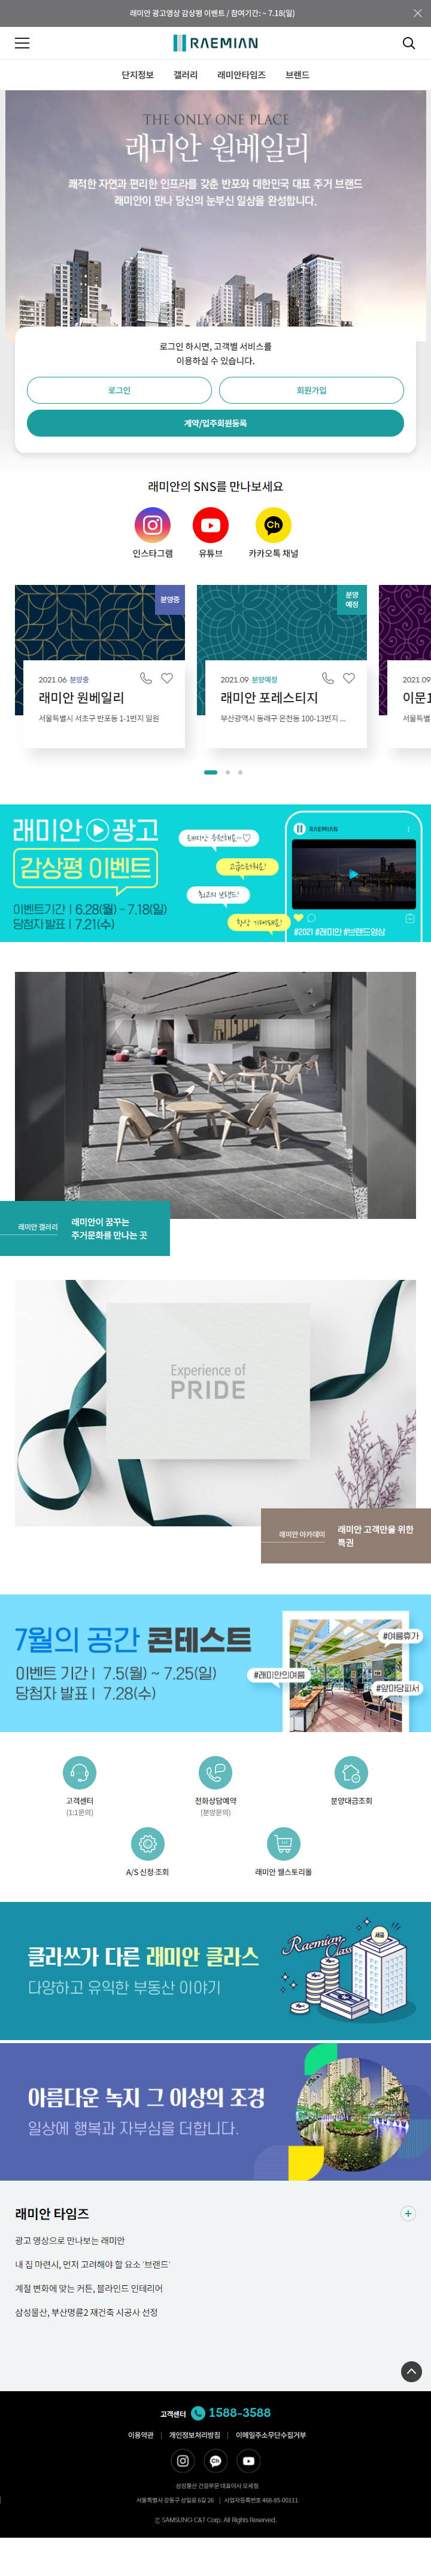 래미안 광고영상 감상평 이벤트 / 참여기간 : ~ 7.18(일)
RAEMIAN
단지정보 갤러리 래미안타임즈 브랜드
THE ONLY ONE PLACE
래미안 원베일리
쾌적한 자연과 편리한 인프라를 갖춘 반포와 대한민국 대표 주거 브랜드
래미안이 만나 당신의 눈부신 일상을 완성합니다.
로그인 하시면, 고객별 서비스를
이용하실 수 있습니다.
로그인 회원가입
계약/입주회원등록
래미안의 SNS를 만나보세요
Ch
인스타그램 유튜브 카카오톡 채널
분양중
2021.06 분양중
래미안 원베일리
서울특별시 서초구 반포동 1-1번지 일원
분양
예정
2021.09 분양예정
래미안 포레스티지
부산광역시 동래구 온천동 100-13번지 ...
2021.09
이문1
서울특별
래미안 광고
감상평 이벤트
이벤트기간 | 6.28(월) - 7.18(일)
당첨자 발표 | 7.21(수)
래미안 추천해요~♡
고급스러워요!
최고의 브랜드!
항상 기대돼요!
RAEMIAN
#2021 #래미안 #브랜드영상
래미안 갤러리
래미안이 꿈꾸는
주거문화를 만나는 곳
Experience of
PRIDE
래미안 아카데미
래미안 고객만을 위한
특권
7월의 공간 콘테스트
이벤트 기간 | 7.5(월) ~ 7.25(일)
당첨자 발표 | 7.28(수)
#여름휴가
#래미안의여름
#앞마당피서
고객센터
(1:1문의)
전화상담예약
(분양문의)
분양대금조회
A/S 신청·조회
래미안 헬스토리몰
클라쓰가 다른 래미안 클라스
다양하고 유익한 부동산 이야기
Raemian
Class
세금
아름다운 녹지 그 이상의 조경
일상에 행복과 자부심을 더합니다.
래미안 타임즈
광고 영상으로 만나보는 래미안
내 집 마련시, 먼저 고려해야 할 요소 '브랜드'
계절 변화에 맞는 커튼, 블라인드 인테리어
삼성물산, 부산명륜2 재건축 시공사 선정
고객센터 1588-3588
이용약관 | 개인정보처리방침 | 이메일주소무단수집거부
Ch
삼성물산 건설부문 대표이사 오세철
서울특별시 강동구 상일로 6길 26 | 사업자등록번호 468-85-00111
ⓒ SAMSUNG C&T Corp. All Rights Reserved.